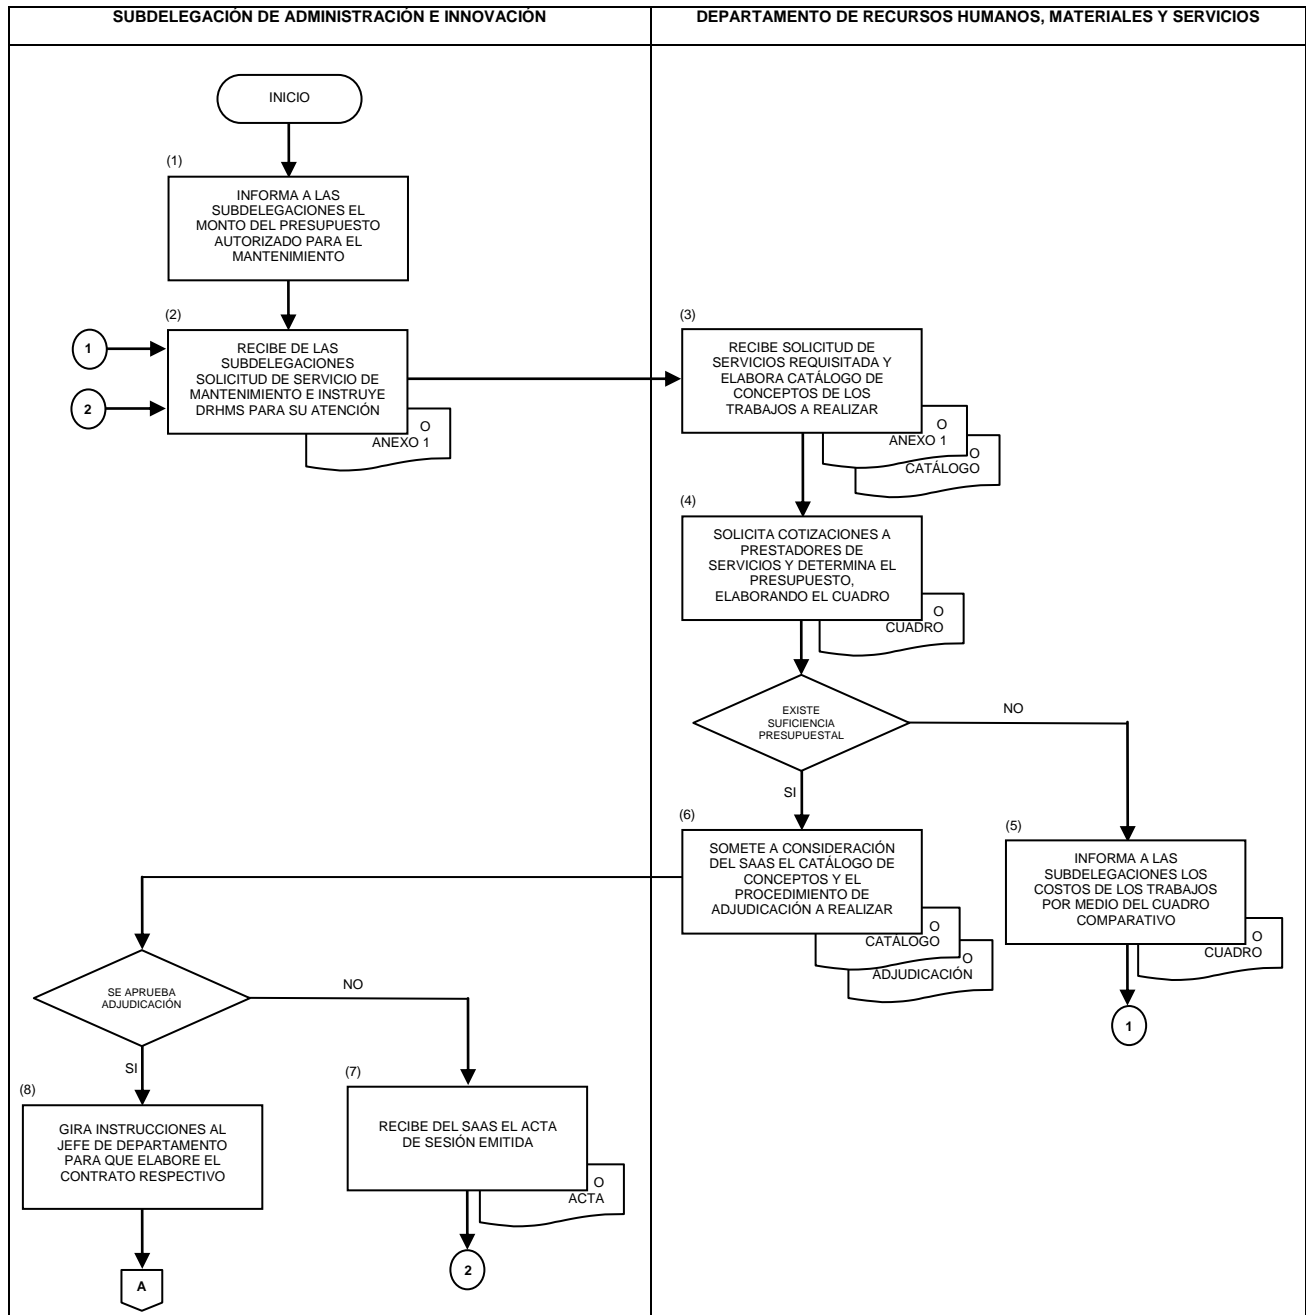 SUBDELEGACIÓN DE ADMINISTRACIÓN E INNOVACIÓN
DEPARTAMENTO DE RECURSOS HUMANOS, MATERIALES Y SERVICIOS
INICIO
(1)
INFORMA A LAS
SUBDELEGACIONES EL
MONTO DEL PRESUPUESTO
AUTORIZADO PARA EL
MANTENIMIENTO
(2)
1
2
RECIBE DE LAS
SUBDELEGACIONES
SOLICITUD DE SERVICIO DE
MANTENIMIENTO E INSTRUYE
DRHMS PARA SU ATENCIÓN
O
ANEXO 1
(3)
RECIBE SOLICITUD DE
SERVICIOS REQUISITADA Y
ELABORA CATÁLOGO DE
CONCEPTOS DE LOS
TRABAJOS A REALIZAR
O
ANEXO 1
O
CATÁLOGO
(4)
SOLICITA COTIZACIONES A
PRESTADORES DE
SERVICIOS Y DETERMINA EL
PRESUPUESTO,
ELABORANDO EL CUADRO
O
CUADRO
EXISTE
SUFICIENCIA
PRESUPUESTAL
NO
SI
(6)
SOMETE A CONSIDERACIÓN
DEL SAAS EL CATÁLOGO DE
CONCEPTOS Y EL
PROCEDIMIENTO DE
ADJUDICACIÓN A REALIZAR
O
CATÁLOGO
O
ADJUDICACIÓN
(5)
INFORMA A LAS
SUBDELEGACIONES LOS
COSTOS DE LOS TRABAJOS
POR MEDIO DEL CUADRO
COMPARATIVO
O
CUADRO
1
SE APRUEBA
ADJUDICACIÓN
NO
SI
(8)
GIRA INSTRUCCIONES AL
JEFE DE DEPARTAMENTO
PARA QUE ELABORE EL
CONTRATO RESPECTIVO
A
(7)
RECIBE DEL SAAS EL ACTA
DE SESIÓN EMITIDA
O
ACTA
2